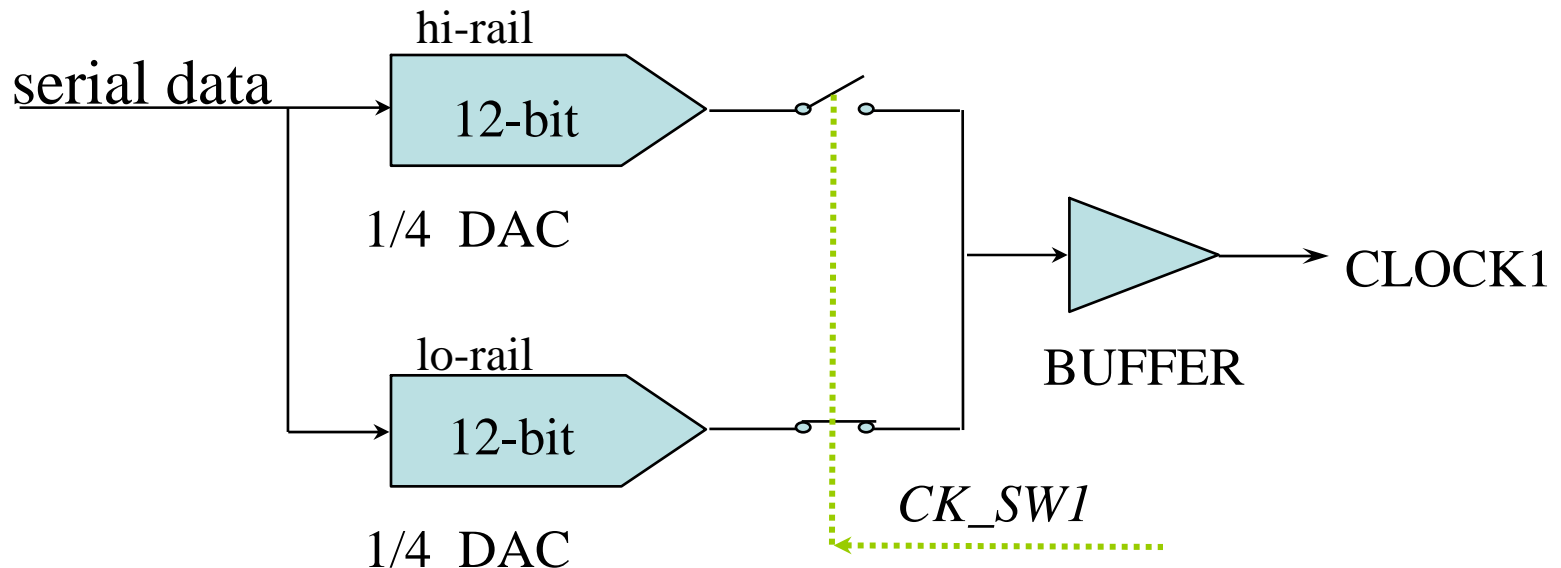 hi-rail
serial data
12-bit
1/4 DAC
lo-rail
12-bit
1/4 DAC
CK_SW1
BUFFER
CLOCK1